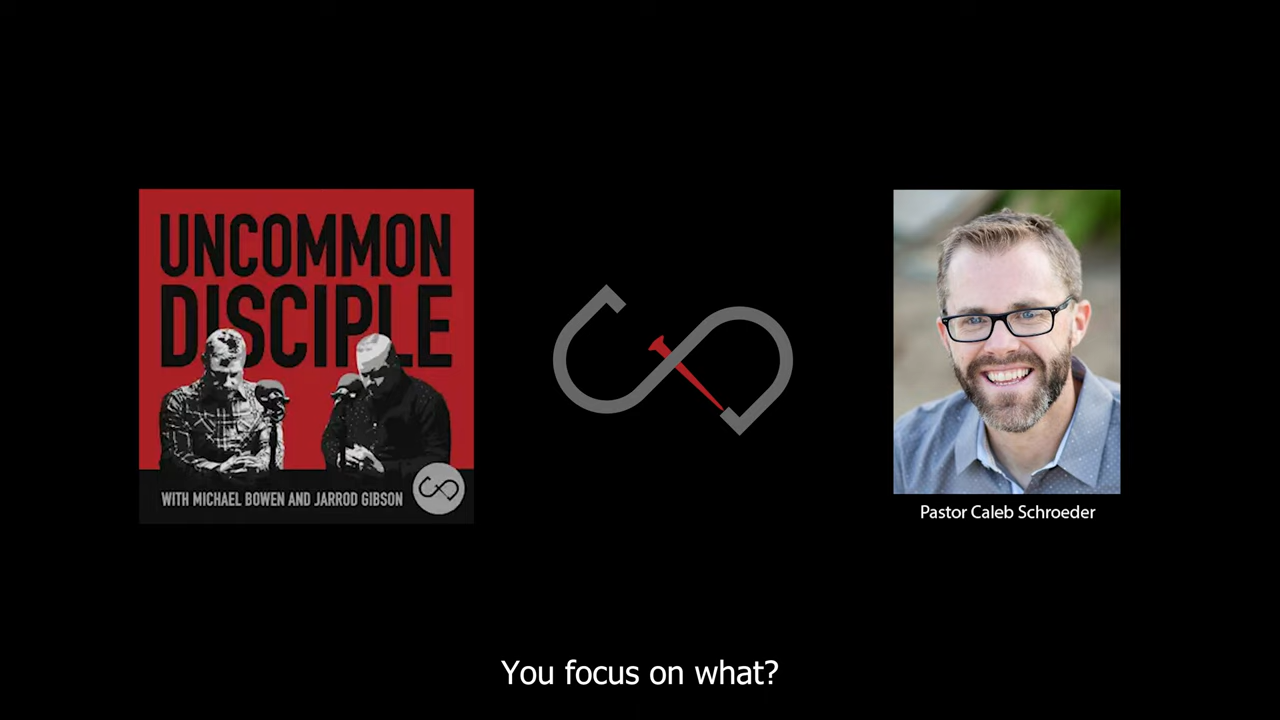 UNCOMMON
DISCIPLE
WITH MICHAEL BOWEN AND JARROD GIBSON
Pastor Caleb Schroeder
You focus on what?